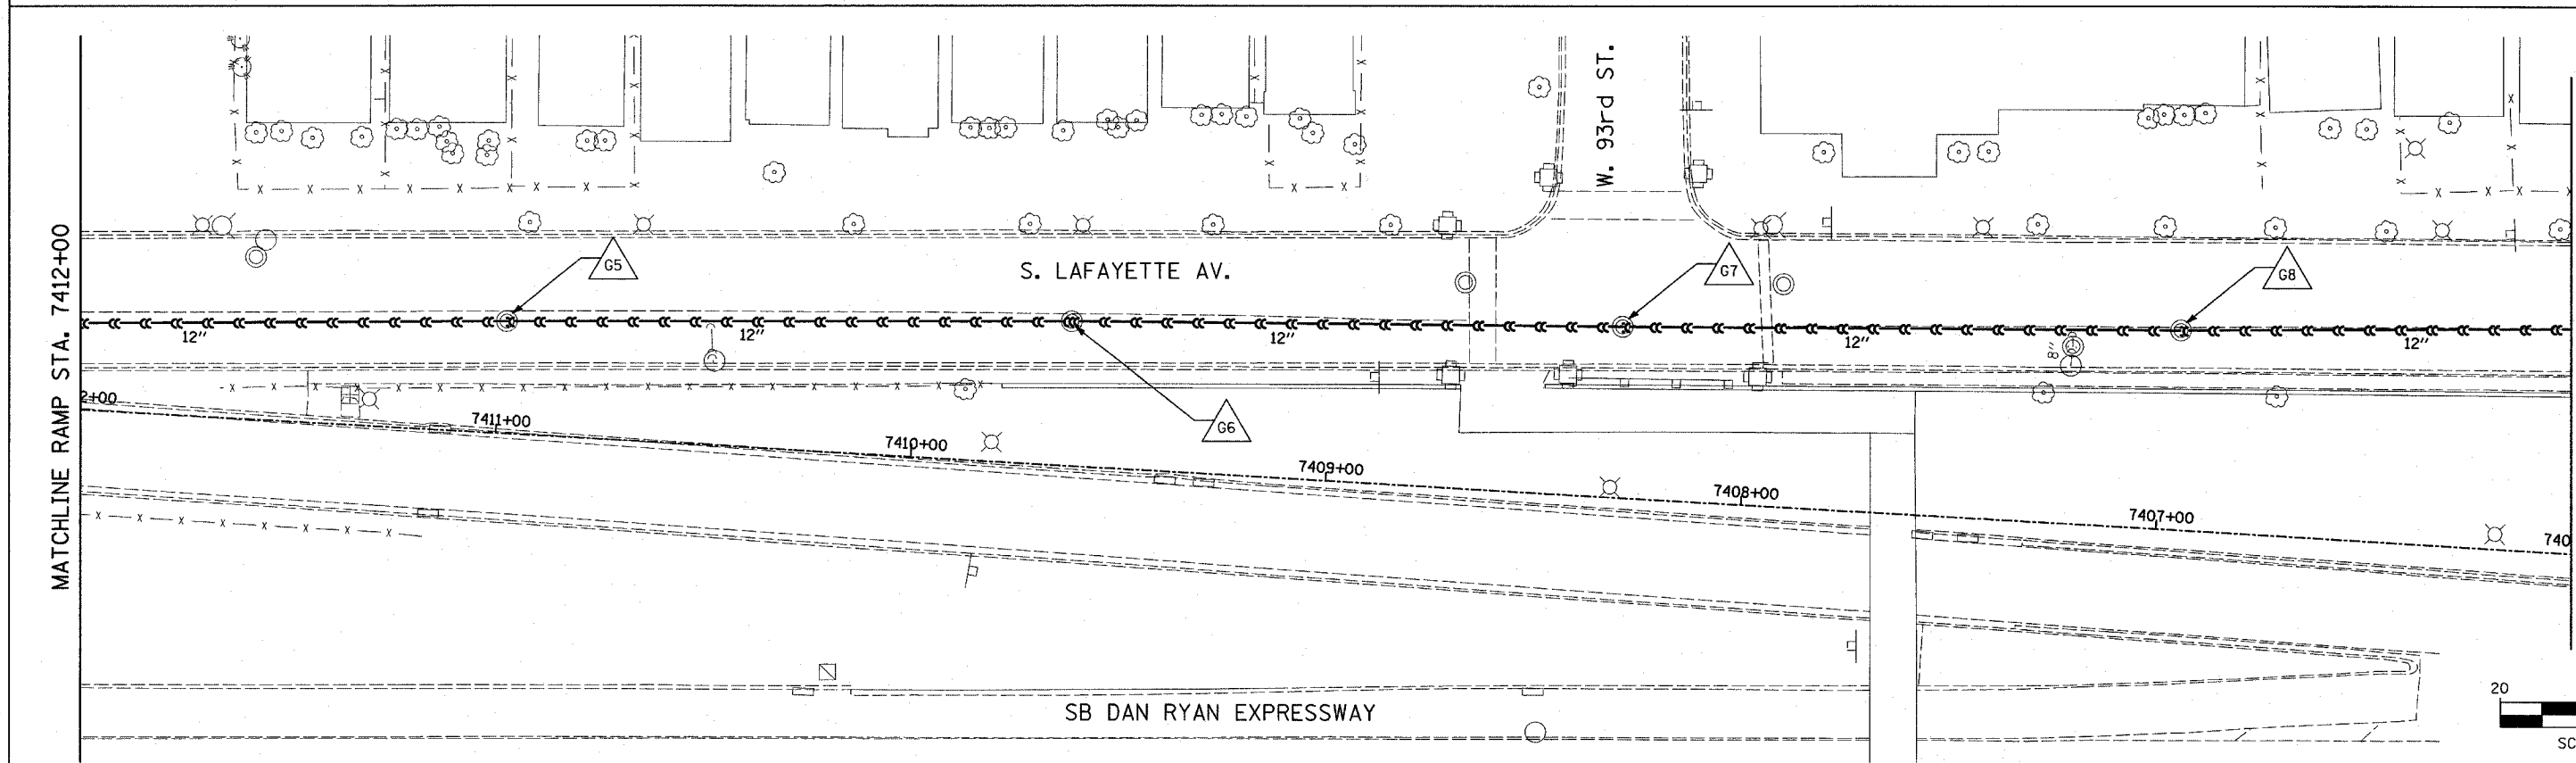 MATCHLINE RAMP STA. 7412+00
W. 93rd ST.
S. LAFAYETTE AV.
G5
G7
G8
12"
12"
12"
12"
12"
8"
G6
2+00
7411+00
7410+00
7409+00
7408+00
7407+00
740
SB DAN RYAN EXPRESSWAY
20
SC